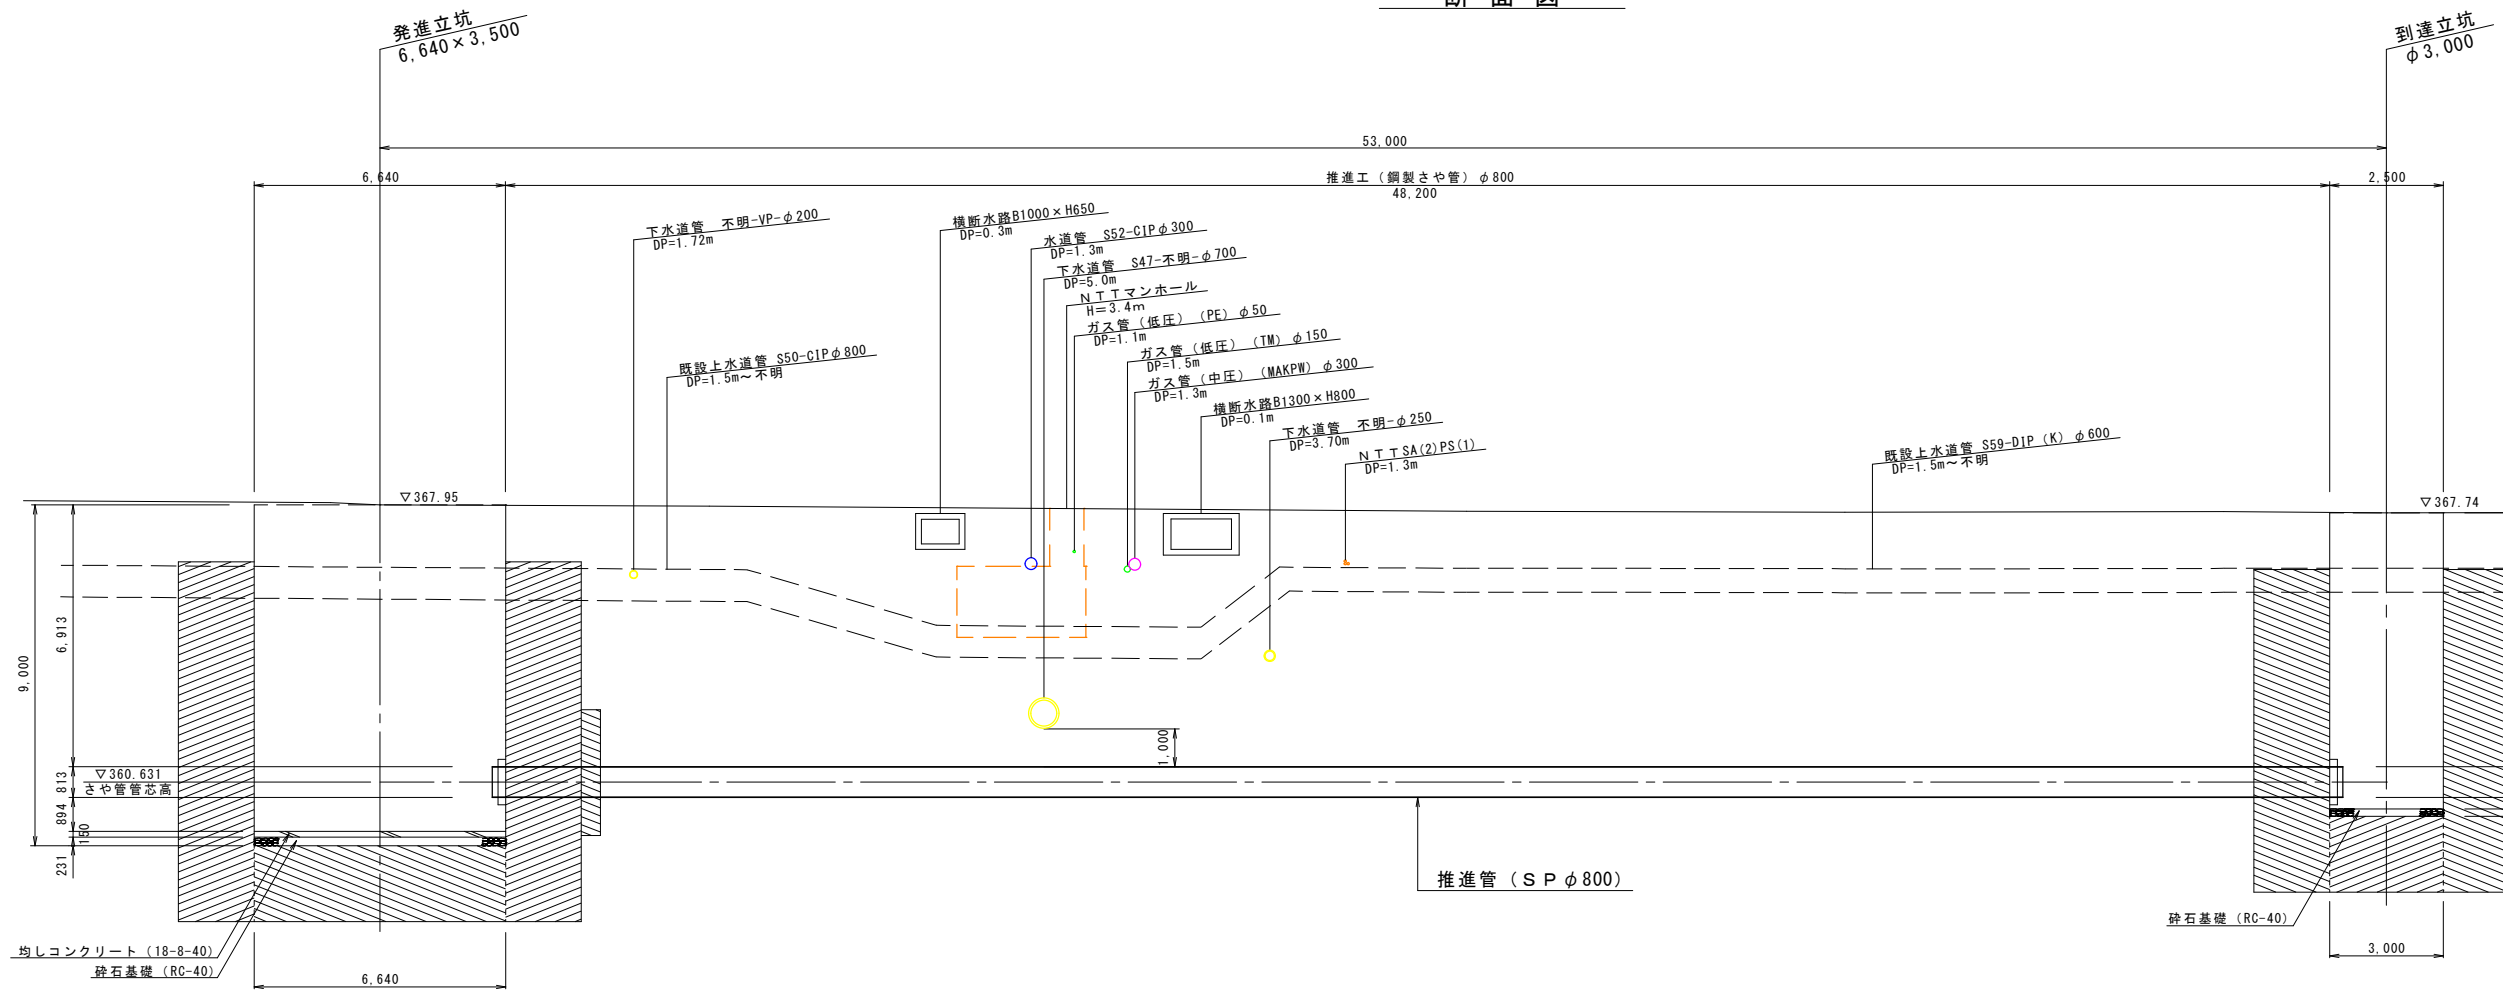 断面図
発進立坑
6,640×3,500
到達立坑
φ3,000
53,000
6,640
推進工（鋼製さや管）φ800
48,200
2,500
下水道管　不明-VP-φ200
DP=1.72m
横断水路B1000×H650
DP=0.3m
水道管　S52-CIPφ300
DP=1.3m
下水道管　S47-不明-φ700
DP=5.0m
ＮＴＴマンホール
H＝3.4m
ガス管（低圧）（PE）φ50
DP=1.1m
ガス管（低圧）（TM）φ150
DP=1.5m
ガス管（中圧）（MAKPW）φ300
DP=1.3m
既設上水道管 S50-CIPφ800
DP=1.5m～不明
横断水路B1300×H800
DP=0.1m
下水道管　不明-φ250
DP=3.70m
ＮＴＴSA(2)PS(1)
DP=1.3m
既設上水道管 S59-DIP（K）φ600
DP=1.5m～不明
▽367.95
▽367.74
9,000
6,913
813
894
150
231
▽360.631
さや管管芯高
1,000
推進管（ＳＰφ800）
均しコンクリート（18-8-40）
砕石基礎（RC-40）
6,640
砕石基礎（RC-40）
3,000